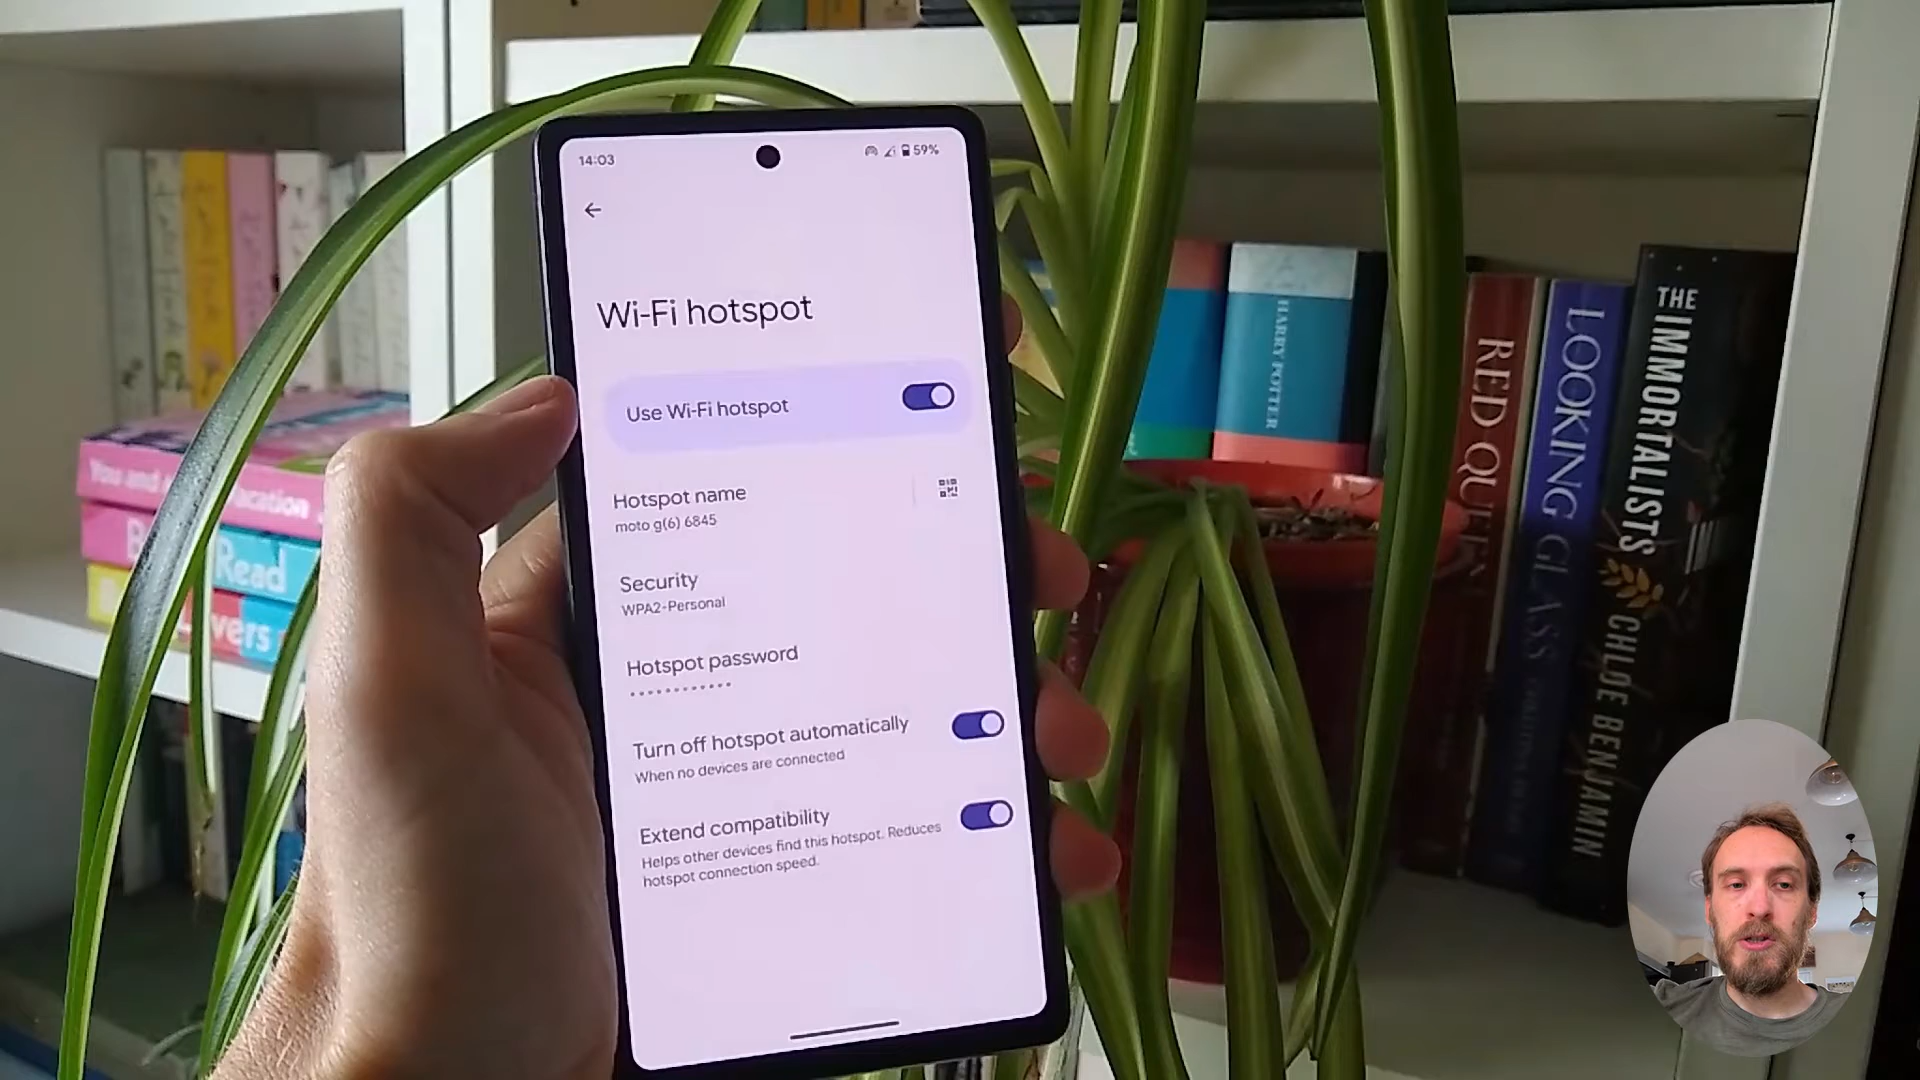 14:03
59%
Wi-Fi hotspot
Use Wi-Fi hotspot
Hotspot name
moto g(6) 6845
Security
WPA2-Personal
Hotspot password
Turn off hotspot automatically
When no devices are connected
Extend compatibility
Helps other devices find this hotspot. Reduces
hotspot connection speed.
You and
Read
HARRY POTTER
RED QUEEN
LOOKING GLASS
THE IMMORTALISTS
CHLOE BENJAMIN